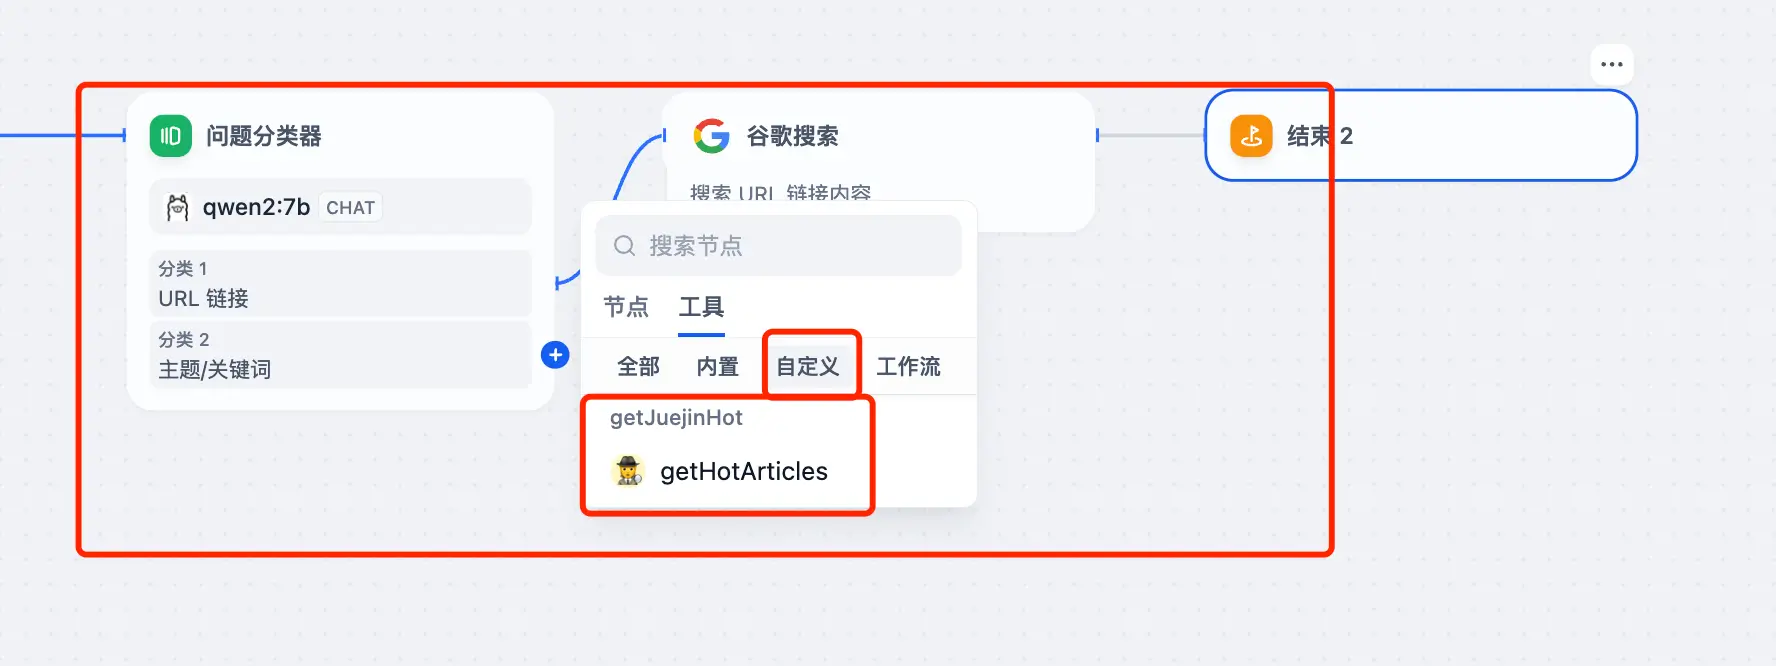 问题分类器
qwen2:7b CHAT
分类 1
URL 链接
分类 2
主题/关键词
谷歌搜索
搜索 URL 链接内容
搜索节点
节点 工具
全部 内置 自定义 工作流
getJuejinHot
getHotArticles
结束 2